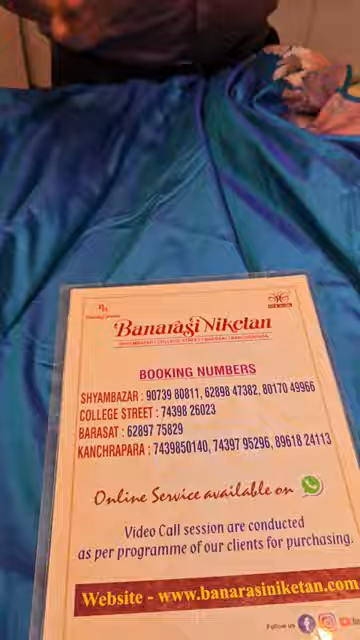 Banarasi Niketan
SHYAMBAZAR | COLLEGE STREET | BARASAT | KANCHRAPARA
BOOKING NUMBERS
SHYAMBAZAR : 90739 80811, 62898 47382, 80170 49966
COLLEGE STREET : 74398 26023
BARASAT : 62897 75829
KANCHRAPARA : 7439850140, 74397 95296, 89618 24113
Online Service available on
Video Call session are conducted
as per programme of our clients for purchasing.
Website - www.banarasiniketan.com
Follow us